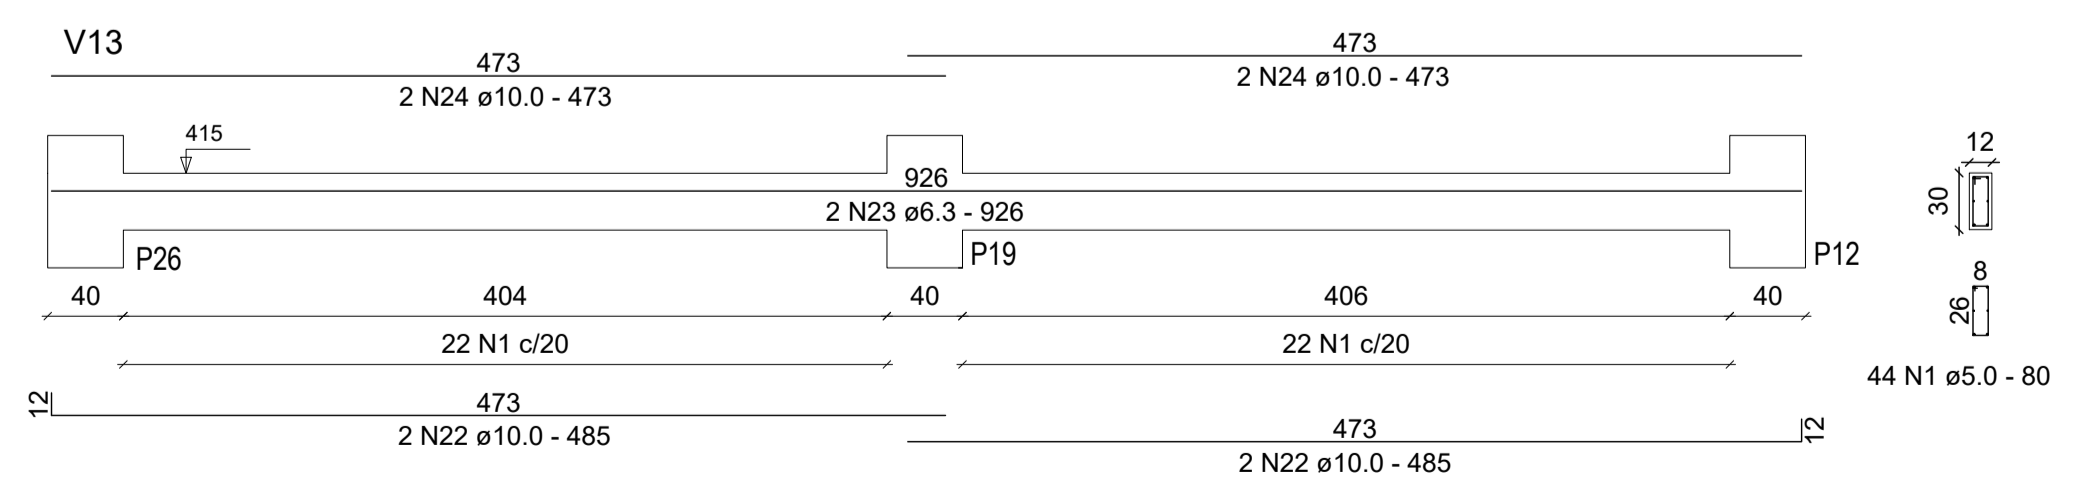 V13
473
2 N24 ø10.0 - 473
473
2 N24 ø10.0 - 473
415
926
2 N23 ø6.3 - 926
P26
P19
P12
40
404
40
406
40
22 N1 c/20
22 N1 c/20
12
473
2 N22 ø10.0 - 485
473
12
2 N22 ø10.0 - 485
12
30
8
26
44 N1 ø5.0 - 80